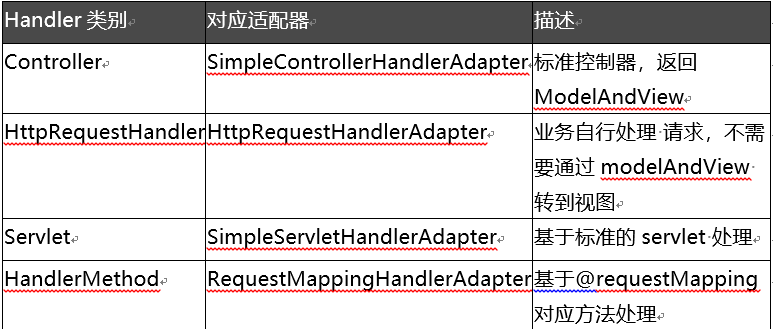 Handler 类别 对应适配器 描述
Controller SimpleControllerHandlerAdapter 标准控制器，返回
ModelAndView
HttpRequestHandler HttpRequestHandlerAdapter 业务自行处理 请求，不需
要通过 modelAndView
转到视图
Servlet SimpleServletHandlerAdapter 基于标准的 servlet 处理
HandlerMethod RequestMappingHandlerAdapter 基于@requestMapping
对应方法处理